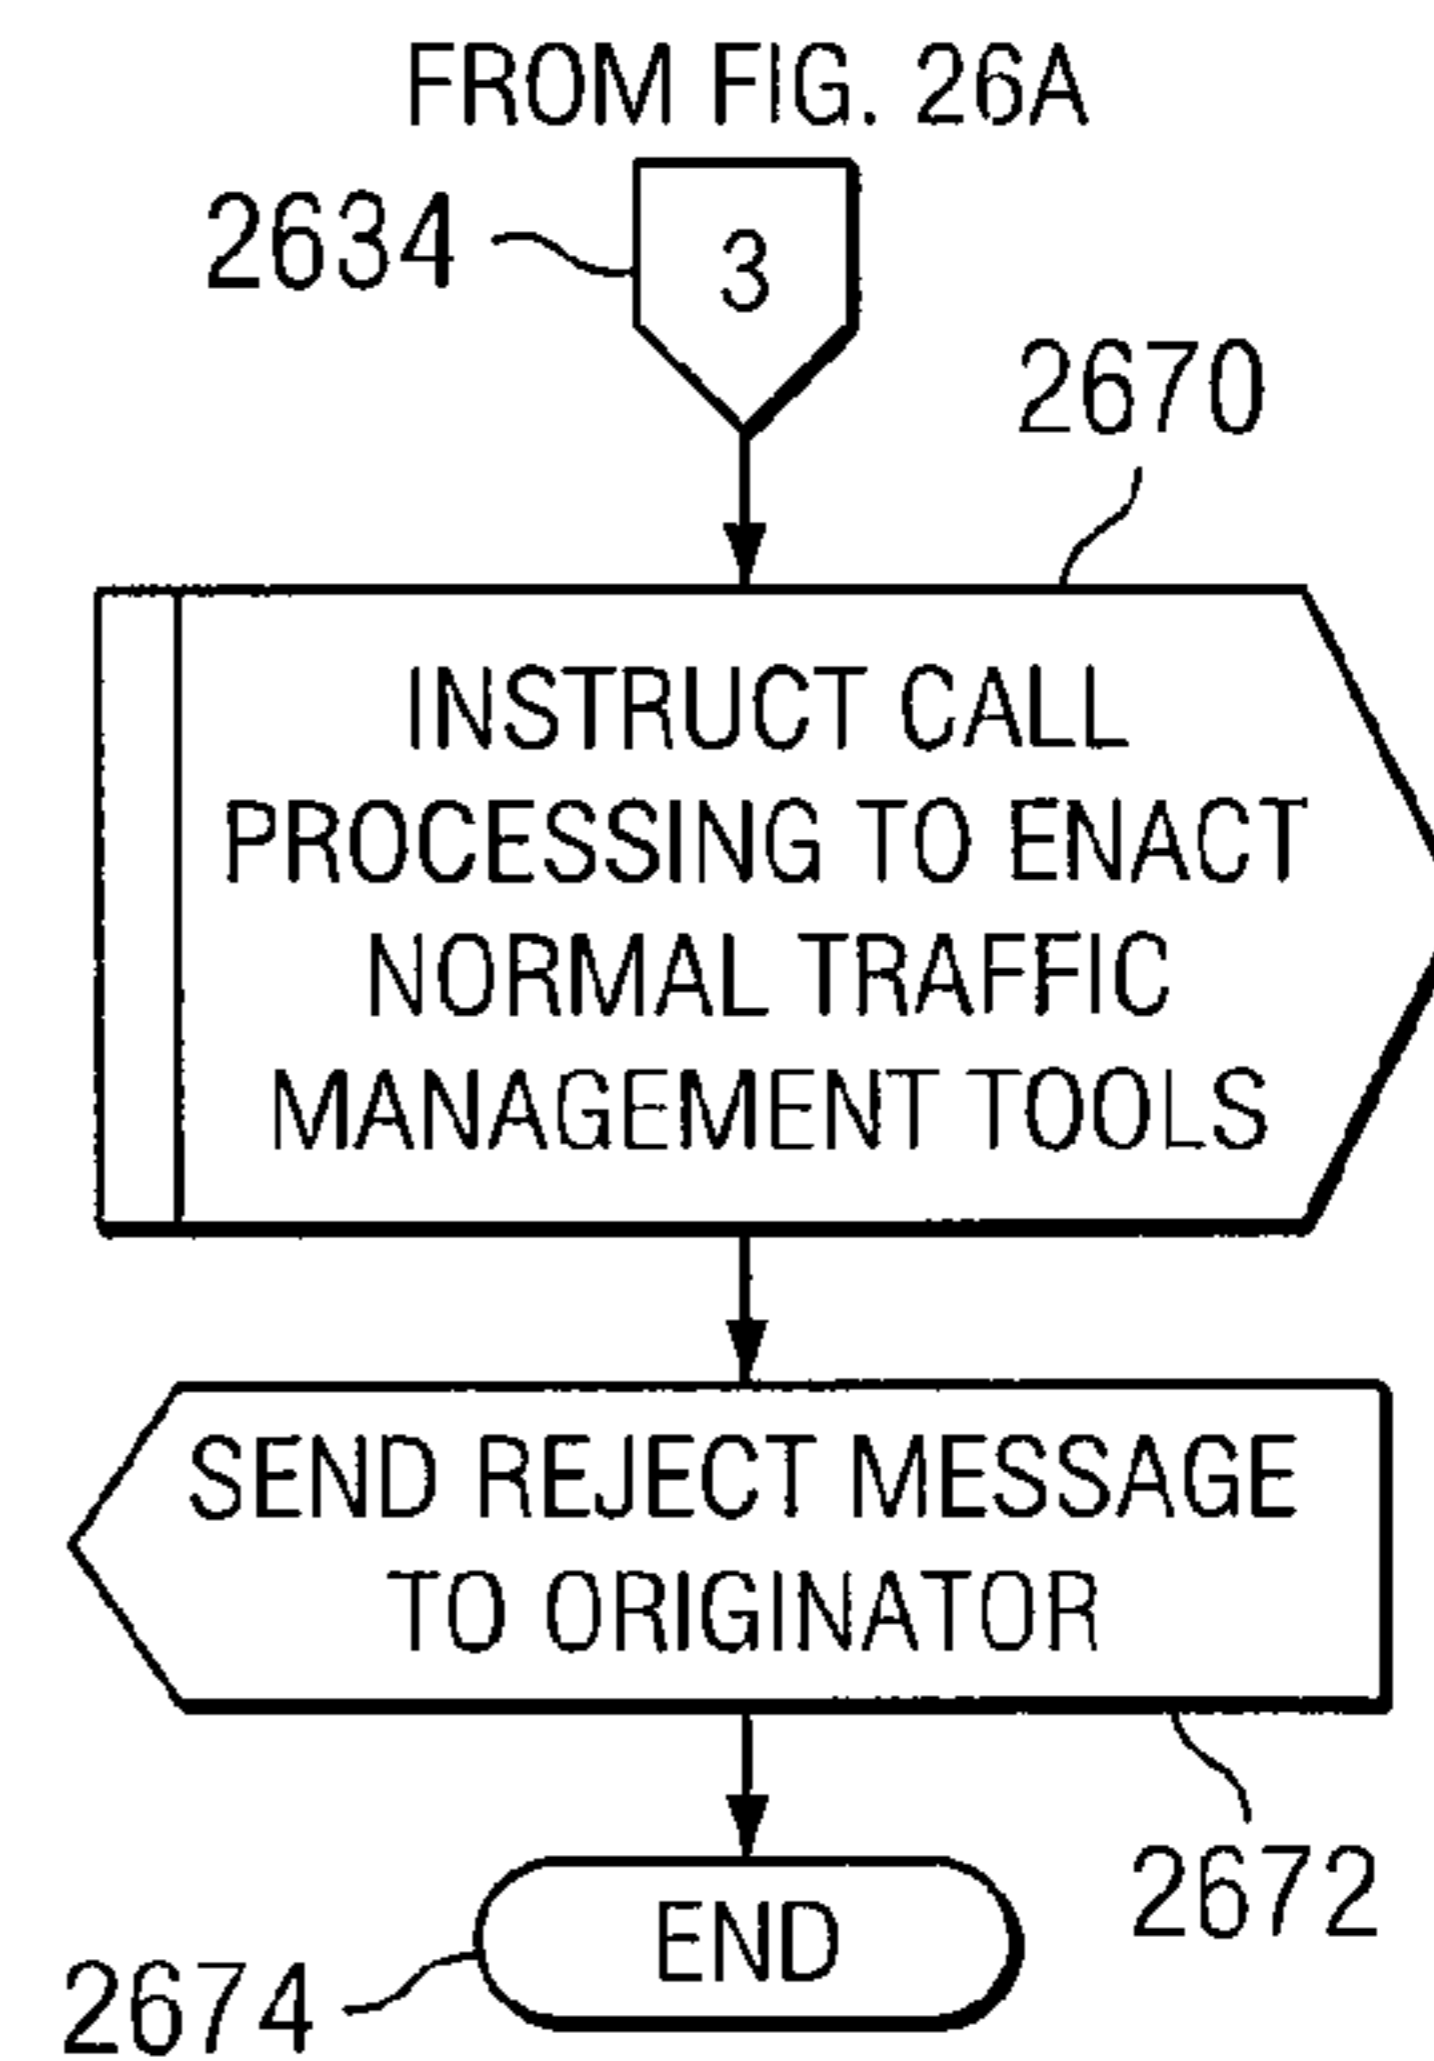 FROM FIG. 26A
2634
3
2670
INSTRUCT CALL
PROCESSING TO ENACT
NORMAL TRAFFIC
MANAGEMENT TOOLS
SEND REJECT MESSAGE
TO ORIGINATOR
2672
END
2674